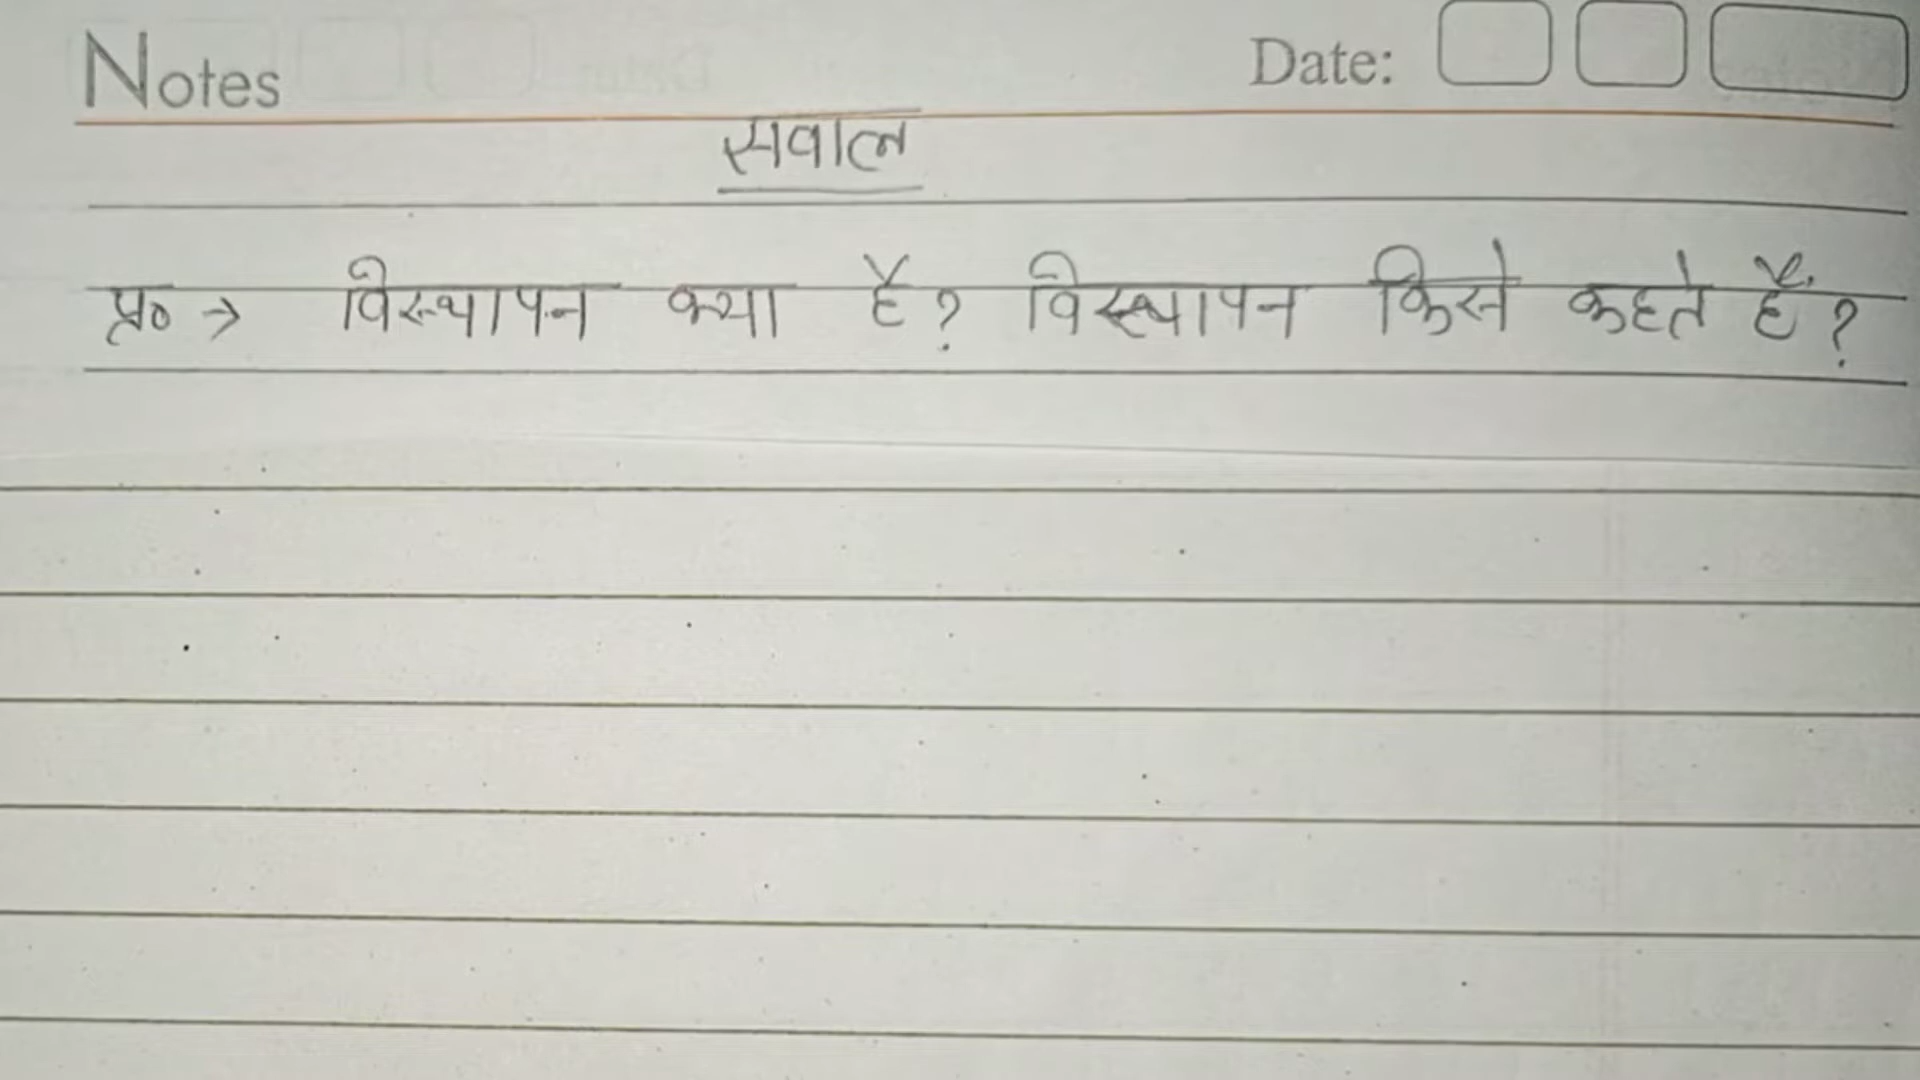 Notes Date:
सवाल
प्र० → विस्थापन क्या है? विस्थापन किसे कहते हैं?